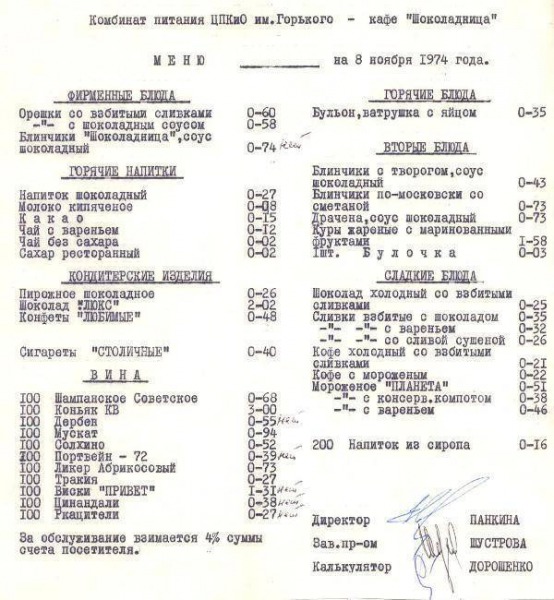 Комбинат питания ЦПКиО им.Горького - кафе "Шоколадница"
МЕНЮ на 8 ноября 1974 года.
ФИРМЕННЫЕ БЛЮДА
Орешки со взбитыми сливками 0-60
-"- с шоколадным соусом 0-58
Блинчики "Шоколадница",соус
шоколадный 0-74 нет
ГОРЯЧИЕ НАПИТКИ
Напиток шоколадный 0-27
Молоко кипяченое 0-08
Какао 0-15
Чай с вареньем 0-12
Чай без сахара 0-02
Сахар ресторанный 0-02
КОНДИТЕРСКИЕ ИЗДЕЛИЯ
Пирожное шоколадное 0-26
Шоколад "ЛЮКС" 2-02
Конфеты "ЛЮБИМЫЕ" 0-48
Сигареты "СТОЛИЧНЫЕ" 0-40
ВИНА
100 Шампанское Советское 0-68
100 Коньяк КВ 3-00
100 Дербен 0-55 нет
100 Мускат 0-94
100 Солхино 0-52
100 Портвейн - 72 0-39 нет
100 Ликер Абрикосовый 0-73
100 Тракия 0-27
100 Виски "ПРИВЕТ" 1-31 нет
100 Цинандали 0-38 нет
100 Ркацители 0-27 нет
За обслуживание взимается 4% суммы
счета посетителя.
ГОРЯЧИЕ БЛЮДА
Бульон,ватрушка с яйцом 0-35
ВТОРЫЕ БЛЮДА
Блинчики с творогом,соус
шоколадный 0-43
Блинчики по-московски со
сметаной 0-73
Драчена,соус шоколадный 0-73
Куры жареные с маринованными
фруктами 1-58
1шт. Булочка 0-03
СЛАДКИЕ БЛЮДА
Шоколад холодный со взбитыми
сливками 0-25
Сливки взбитые с шоколадом 0-35
-"- -"- с вареньем 0-32
-"- -"- со сливой сушеной 0-26
Кофе холодный со взбитыми
сливками 0-21
Кофе с мороженым 0-22
Мороженое "ПЛАНЕТА" 0-51
-"- с консерв.компотом 0-38
-"- с вареньем 0-46
200 Напиток из сиропа 0-16
Директор ПАНКИНА
Зав.пр-ом ШУСТРОВА
Калькулятор ДОРОШЕНКО